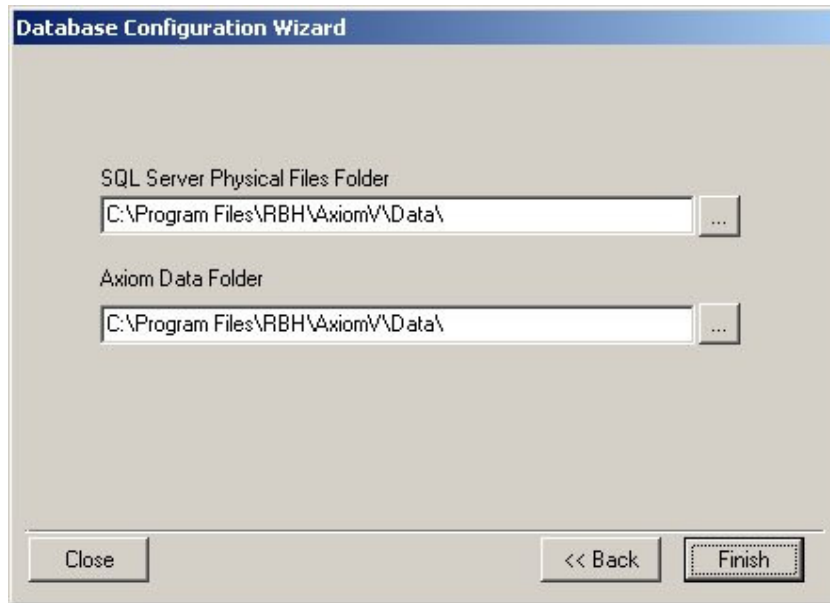 Database Configuration Wizard
SQL Server Physical Files Folder
C:\Program Files\RBH\AxiomV\Data\
...
Axiom Data Folder
C:\Program Files\RBH\AxiomV\Data\
...
Close
<< Back
Finish